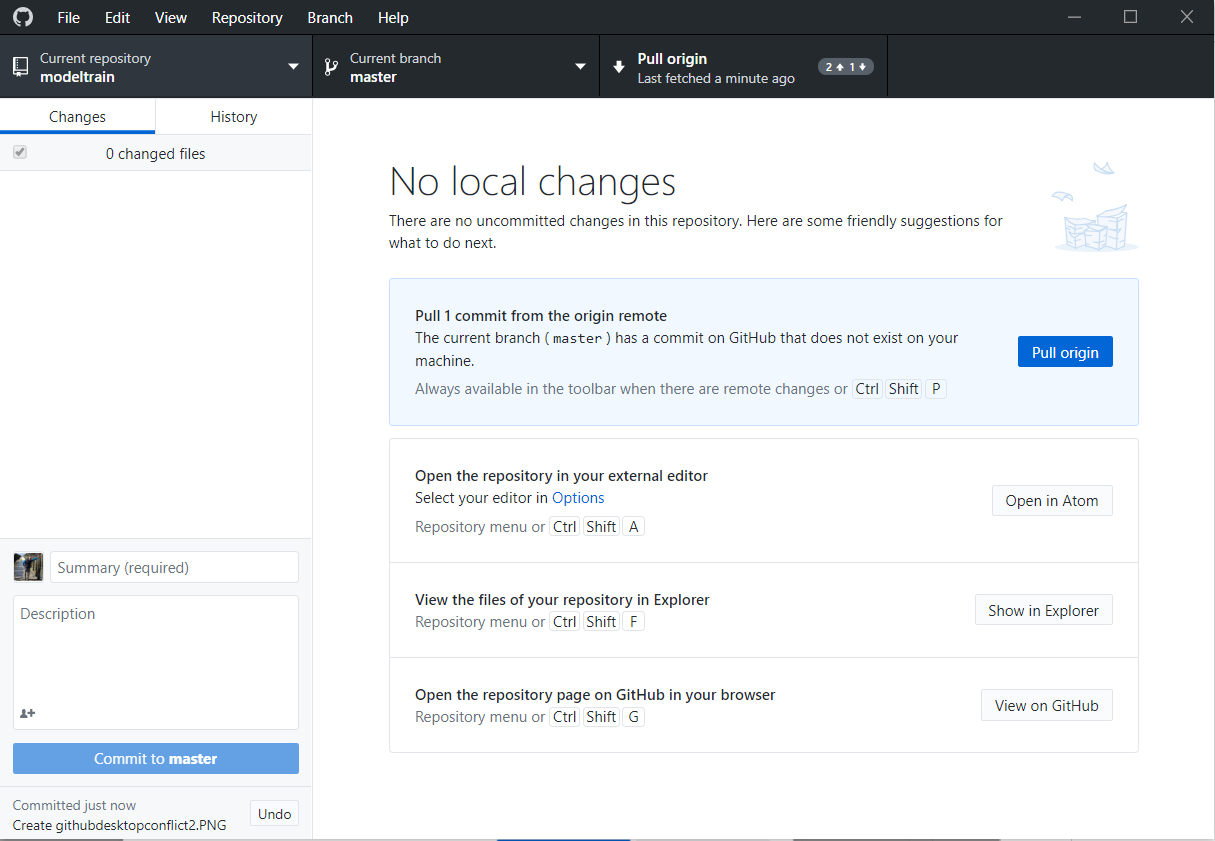 File Edit View Repository Branch Help
Current repository
modeltrain
Current branch
master
Pull origin
Last fetched a minute ago
2 1
Changes History
0 changed files
No local changes
There are no uncommitted changes in this repository. Here are some friendly suggestions for
what to do next.
Pull 1 commit from the origin remote
The current branch ( master ) has a commit on GitHub that does not exist on your
machine.
Always available in the toolbar when there are remote changes or Ctrl Shift P
Pull origin
Open the repository in your external editor
Select your editor in Options
Repository menu or Ctrl Shift A
Open in Atom
View the files of your repository in Explorer
Repository menu or Ctrl Shift F
Show in Explorer
Open the repository page on GitHub in your browser
Repository menu or Ctrl Shift G
View on GitHub
Summary (required)
Description
Commit to master
Committed just now
Create githubdesktopconflict2.PNG
Undo